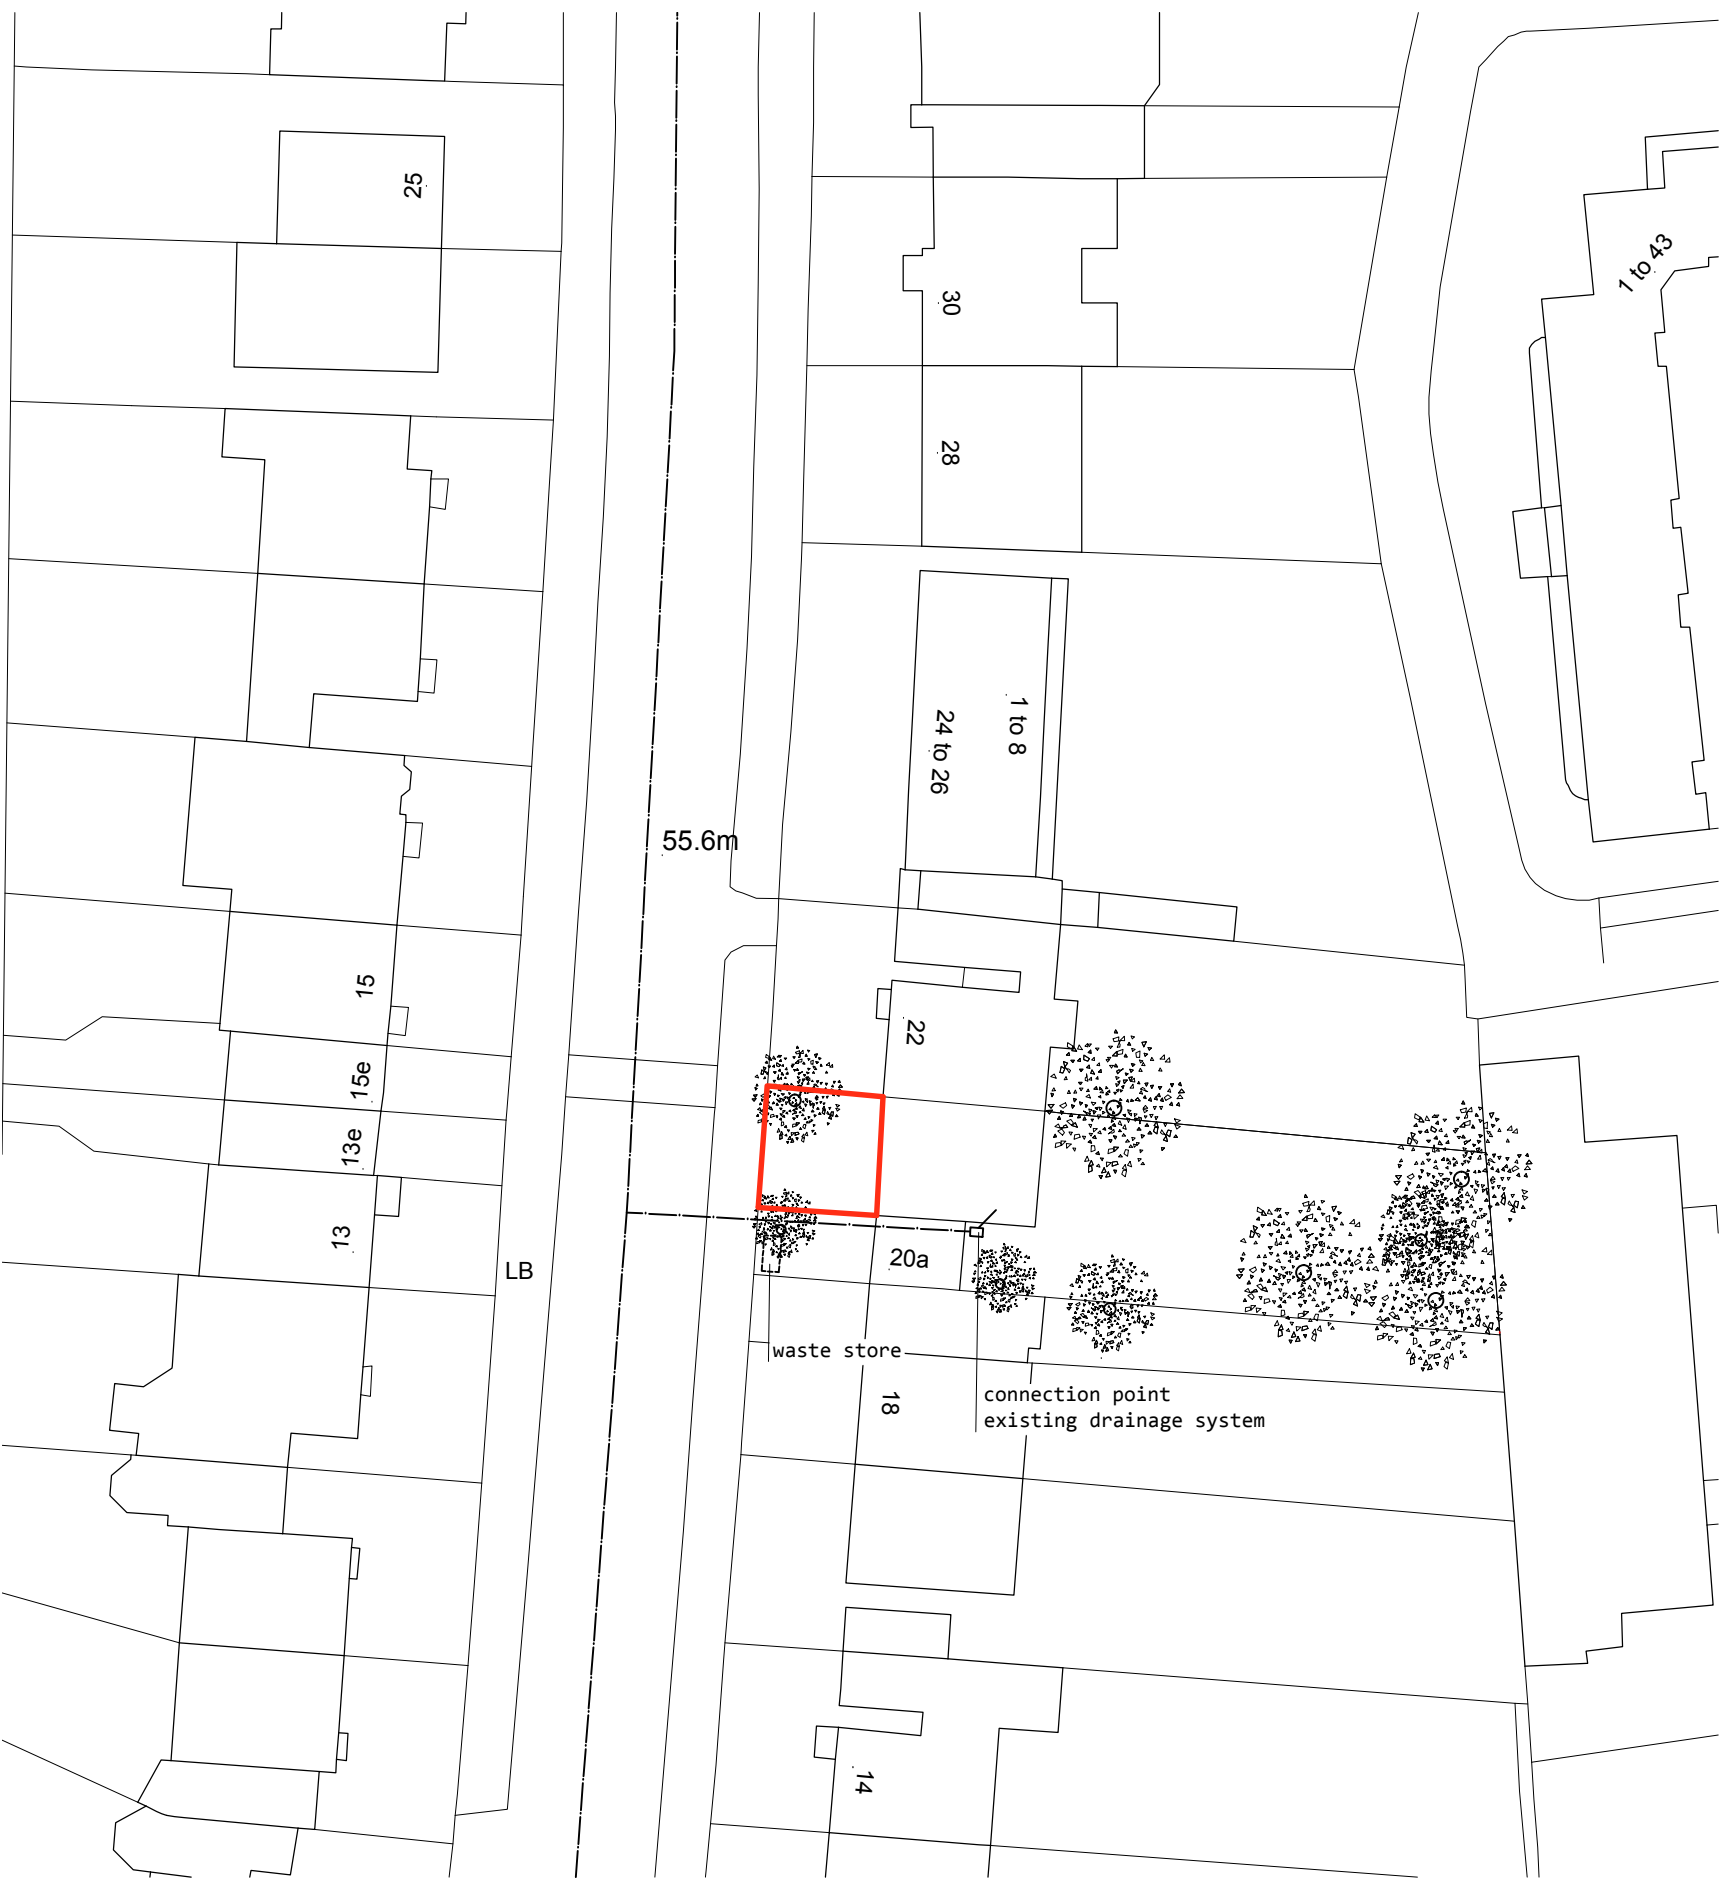 25
1 to 43
30
28
1 to 8
24 to 26
55.6m
15
22
15e
13e
13
20a
LB
waste store
18
connection point
existing drainage system
14